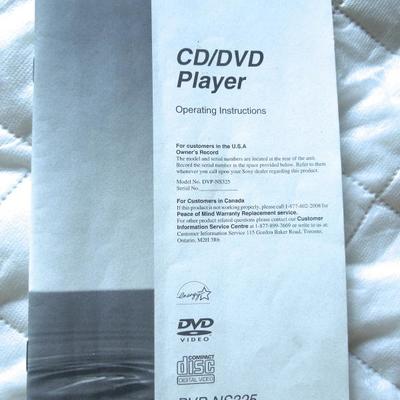 CD/DVD
Player
Operating Instructions
For customers in the U.S.A
Owner's Record
The model and serial numbers are located at the rear of the unit.
Record the serial number in the space provided below. Refer to them
whenever you call upon your Sony dealer regarding this product.
Model No. DVP-NS325
Serial No.
For Customers in Canada
If this product is not working properly, please call 1-877-602-2008 for
Peace of Mind Warranty Replacement service.
For other product related questions please contact our Customer
Information Service Centre at 1-877-899-7669 or write to us at:
Customer Information Service 115 Gordon Baker Road, Toronto,
Ontario, M2H 3R6
energy
DVD
VIDEO
COMPACT
disc
DIGITAL VIDEO
DVP-NS325